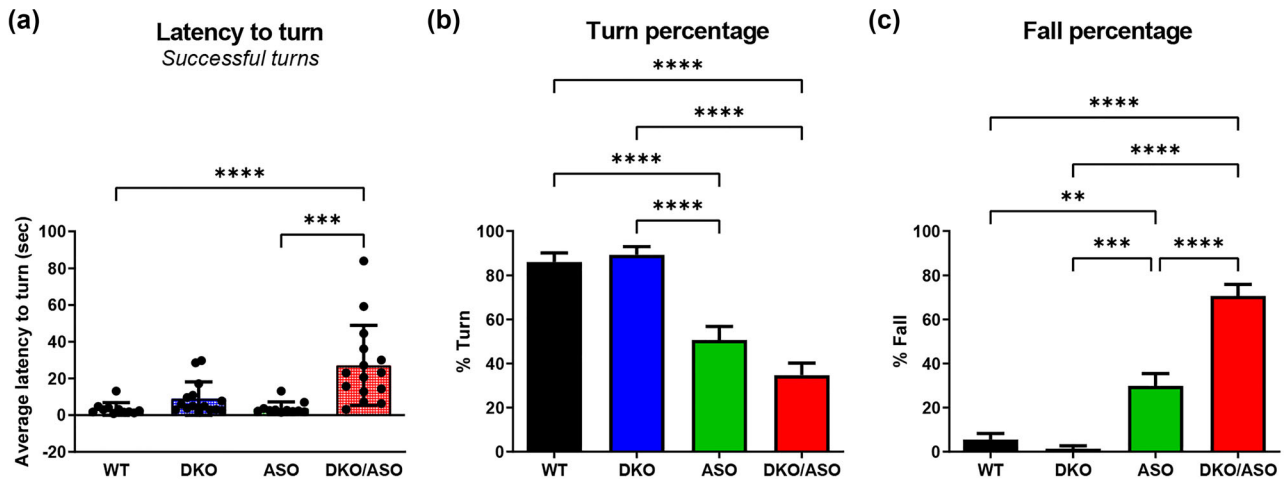 (a)
Latency to turn
Successful turns
****
***
Average latency to turn (sec)
100
80
60
40
20
0
-20
WT DKO ASO DKO/ASO
(b)
Turn percentage
****
****
****
****
% Turn
100
80
60
40
20
0
WT DKO ASO DKO/ASO
(c)
Fall percentage
****
****
**
*** ****
% Fall
100
80
60
40
20
0
WT DKO ASO DKO/ASO